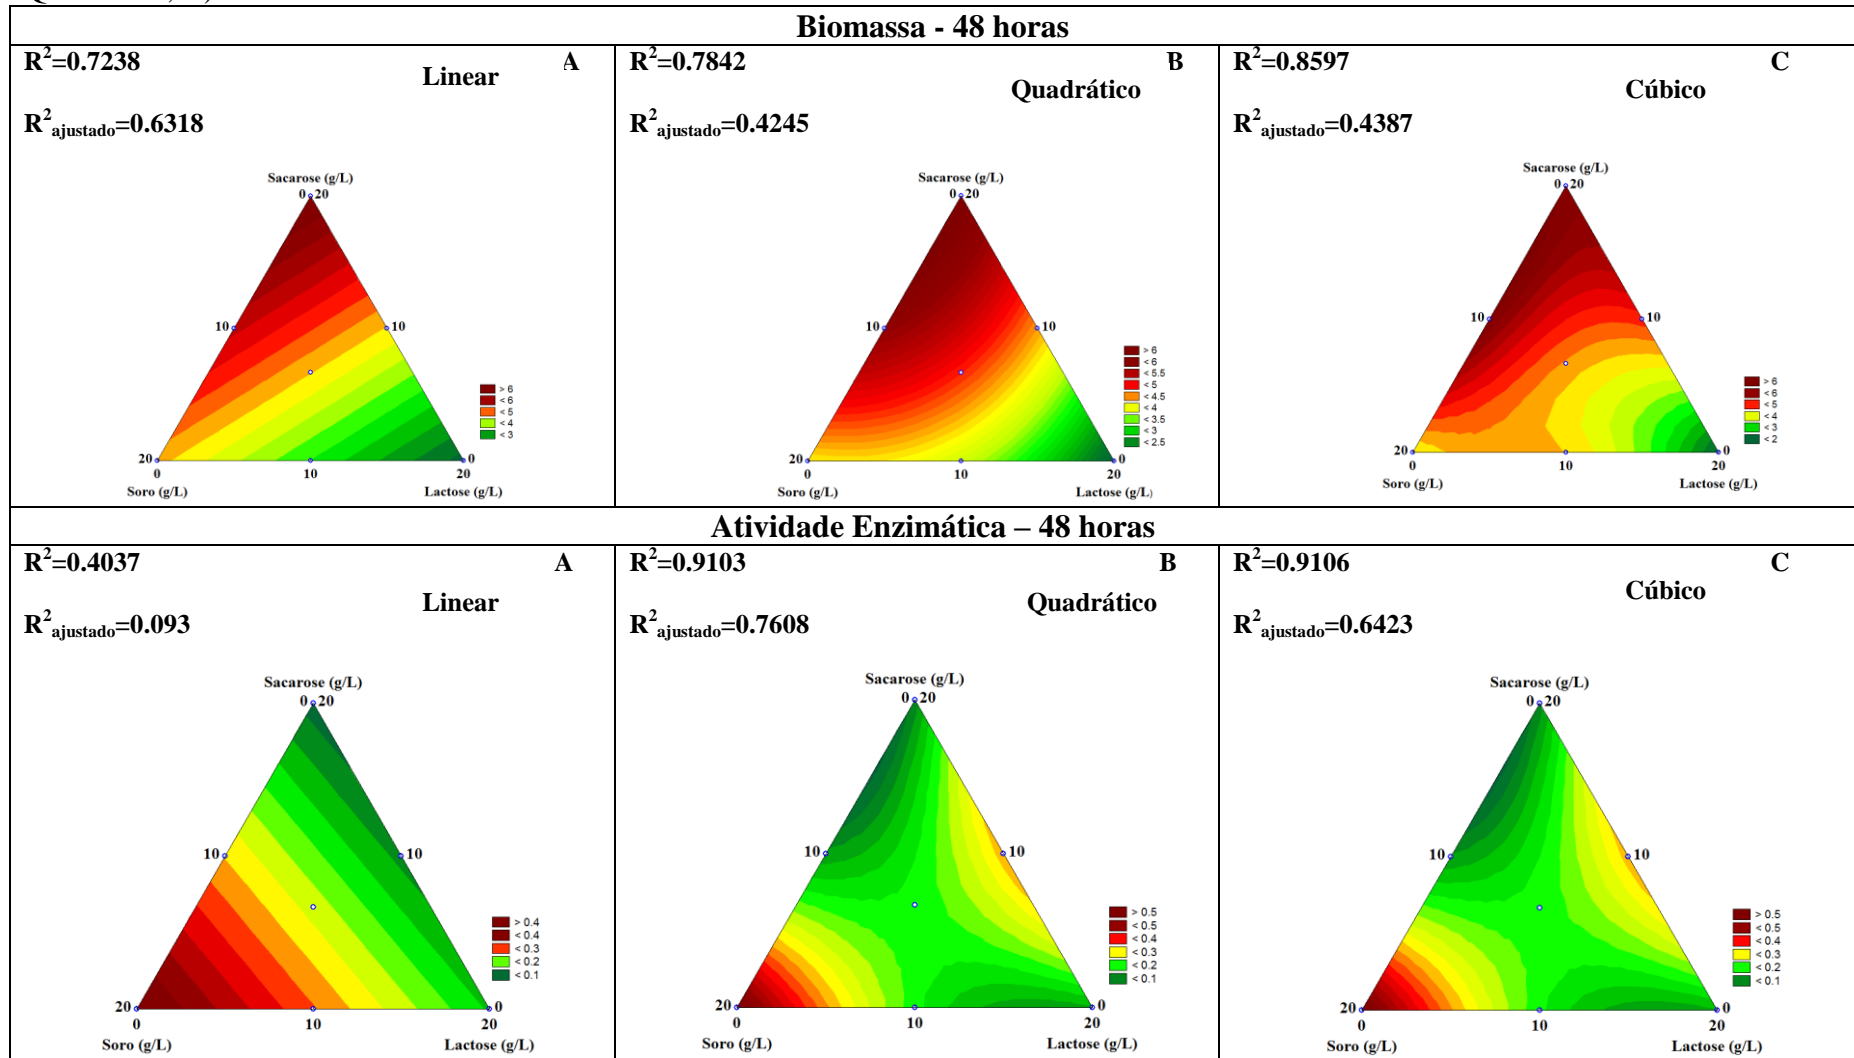 Biomassa - 48 horas
R²=0.7238
A
Linear
R²ajustado=0.6318
Sacarose (g/L)
0 20
10 10
> 6
< 6
< 5
< 4
< 3
20 0
0 10 20
Soro (g/L) Lactose (g/L)
R²=0.7842
B
Quadrático
R²ajustado=0.4245
Sacarose (g/L)
0 20
10 10
> 6
< 6
< 5.5
< 5
< 4.5
< 4
< 3.5
< 3
< 2.5
20 0
0 10 20
Soro (g/L) Lactose (g/L)
R²=0.8597
C
Cúbico
R²ajustado=0.4387
Sacarose (g/L)
0 20
10 10
> 6
< 6
< 5
< 4
< 3
< 2
20 0
0 10 20
Soro (g/L) Lactose (g/L)
Atividade Enzimática – 48 horas
R²=0.4037
A
Linear
R²ajustado=0.093
Sacarose (g/L)
0 20
10 10
> 0.4
< 0.4
< 0.3
< 0.2
< 0.1
20 0
0 10 20
Soro (g/L) Lactose (g/L)
R²=0.9103
B
Quadrático
R²ajustado=0.7608
Sacarose (g/L)
0 20
10 10
> 0.5
< 0.5
< 0.4
< 0.3
< 0.2
< 0.1
20 0
0 10 20
Soro (g/L) Lactose (g/L)
R²=0.9106
C
Cúbico
R²ajustado=0.6423
Sacarose (g/L)
0 20
10 10
> 0.5
< 0.5
< 0.4
< 0.3
< 0.2
< 0.1
20 0
0 10 20
Soro (g/L) Lactose (g/L)